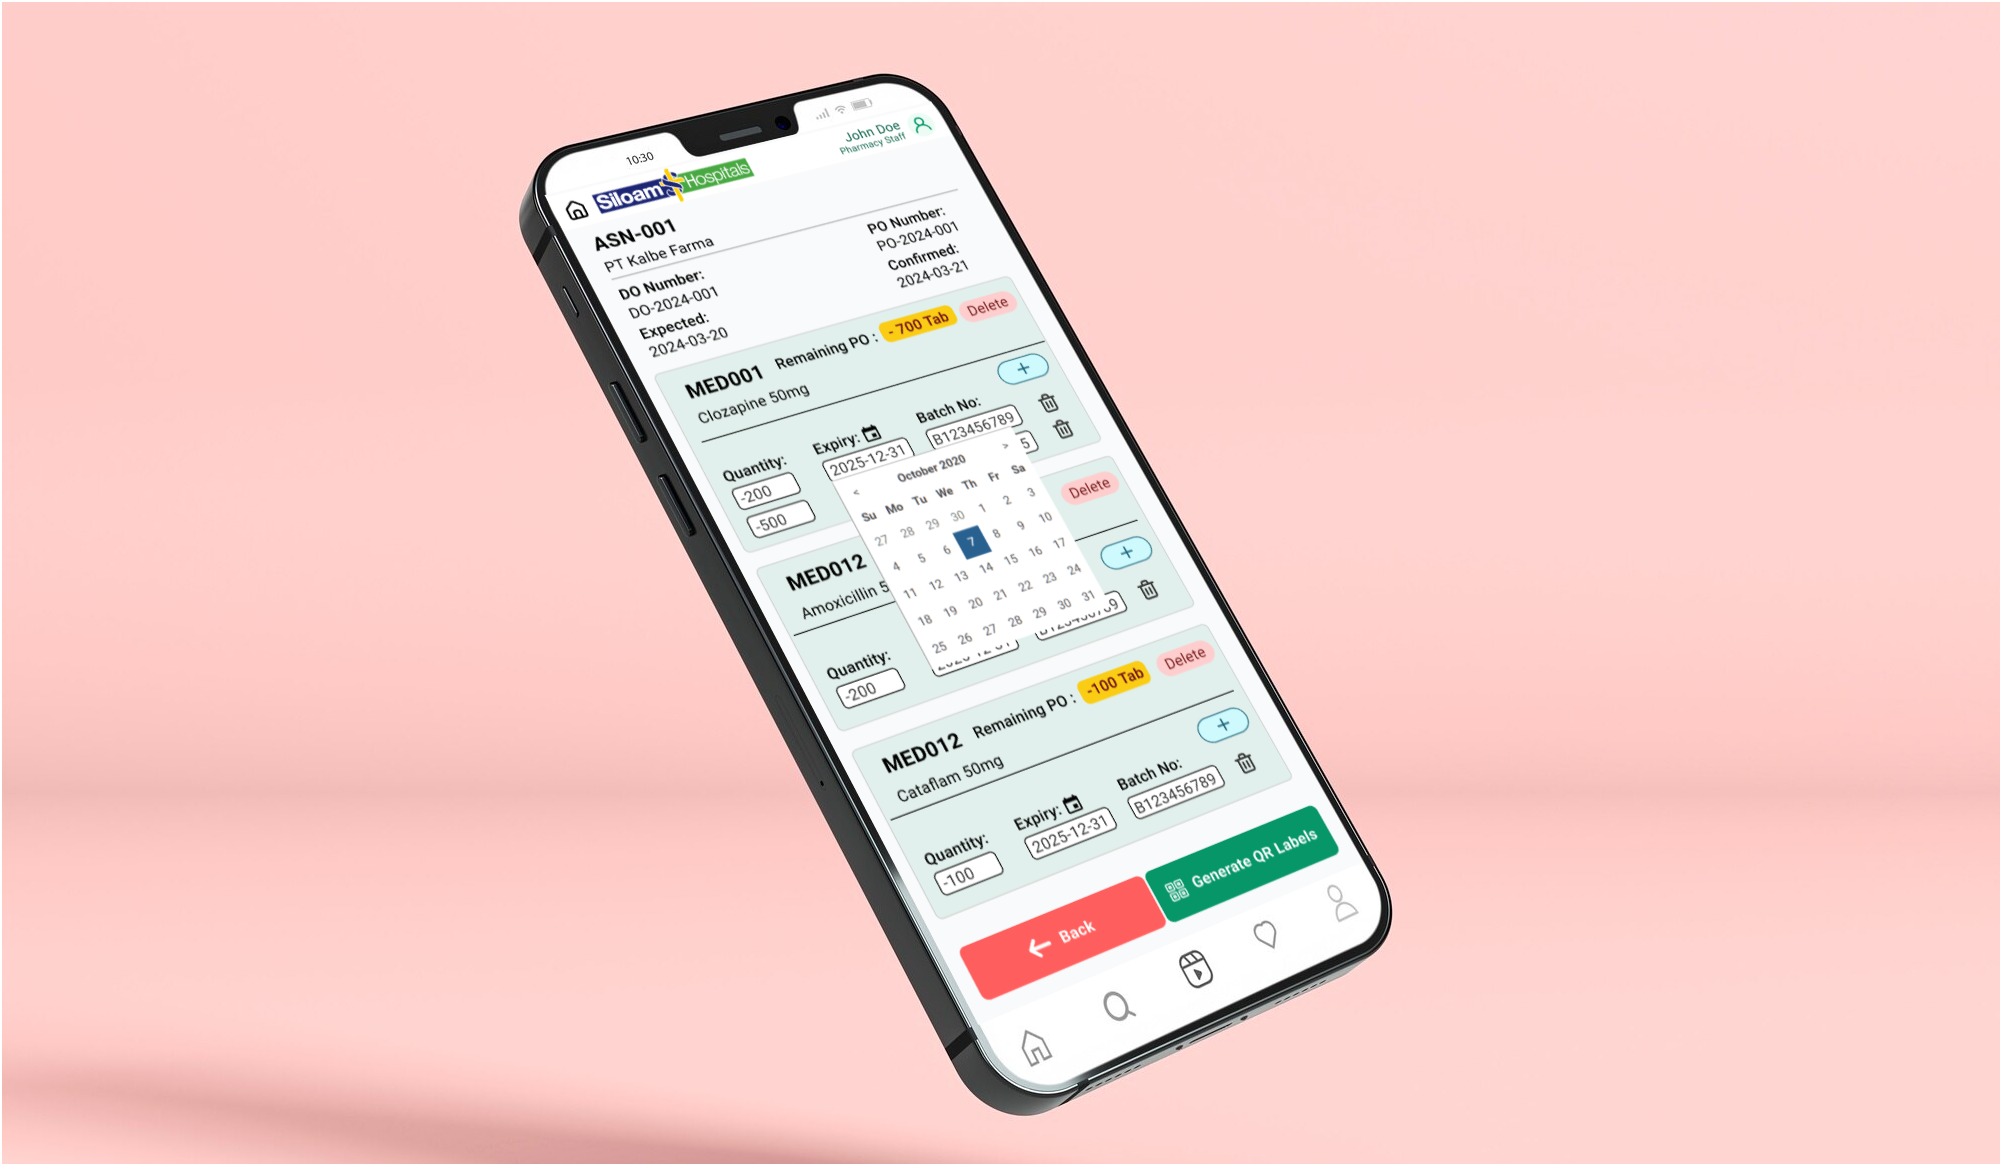 10:30
John Doe
Pharmacy Staff
Siloam Hospitals
ASN-001
PT Kalbe Farma
DO Number:
DO-2024-001
Expected:
2024-03-20
PO Number:
PO-2024-001
Confirmed:
2024-03-21
MED001 Remaining PO : - 700 Tab Delete
Clozapine 50mg
+
Quantity: Expiry: Batch No:
-200 2025-12-31 B123456789
-500 5
< October 2020 >
Su Mo Tu We Th Fr Sa
27 28 29 30 1 2 3
4 5 6 7 8 9 10
11 12 13 14 15 16 17
18 19 20 21 22 23 24
25 26 27 28 29 30 31
MED012 Delete
Amoxicillin 5
+
Quantity:
-200
MED012 Remaining PO : -100 Tab Delete
Cataflam 50mg
+
Quantity: Expiry: Batch No:
-100 2025-12-31 B123456789
Back
Generate QR Labels